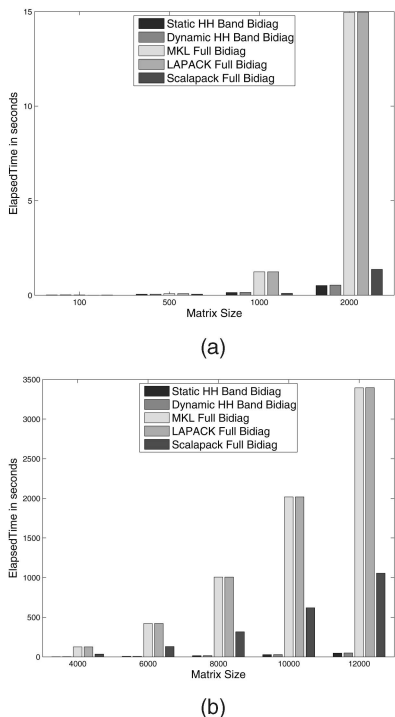 15
10
5
0
ElapsedTime in seconds
Static HH Band Bidiag
Dynamic HH Band Bidiag
MKL Full Bidiag
LAPACK Full Bidiag
Scalapack Full Bidiag
100 500 1000 2000
Matrix Size
(a)
3500
3000
2500
2000
1500
1000
500
0
ElapsedTime in seconds
Static HH Band Bidiag
Dynamic HH Band Bidiag
MKL Full Bidiag
LAPACK Full Bidiag
Scalapack Full Bidiag
4000 6000 8000 10000 12000
Matrix Size
(b)